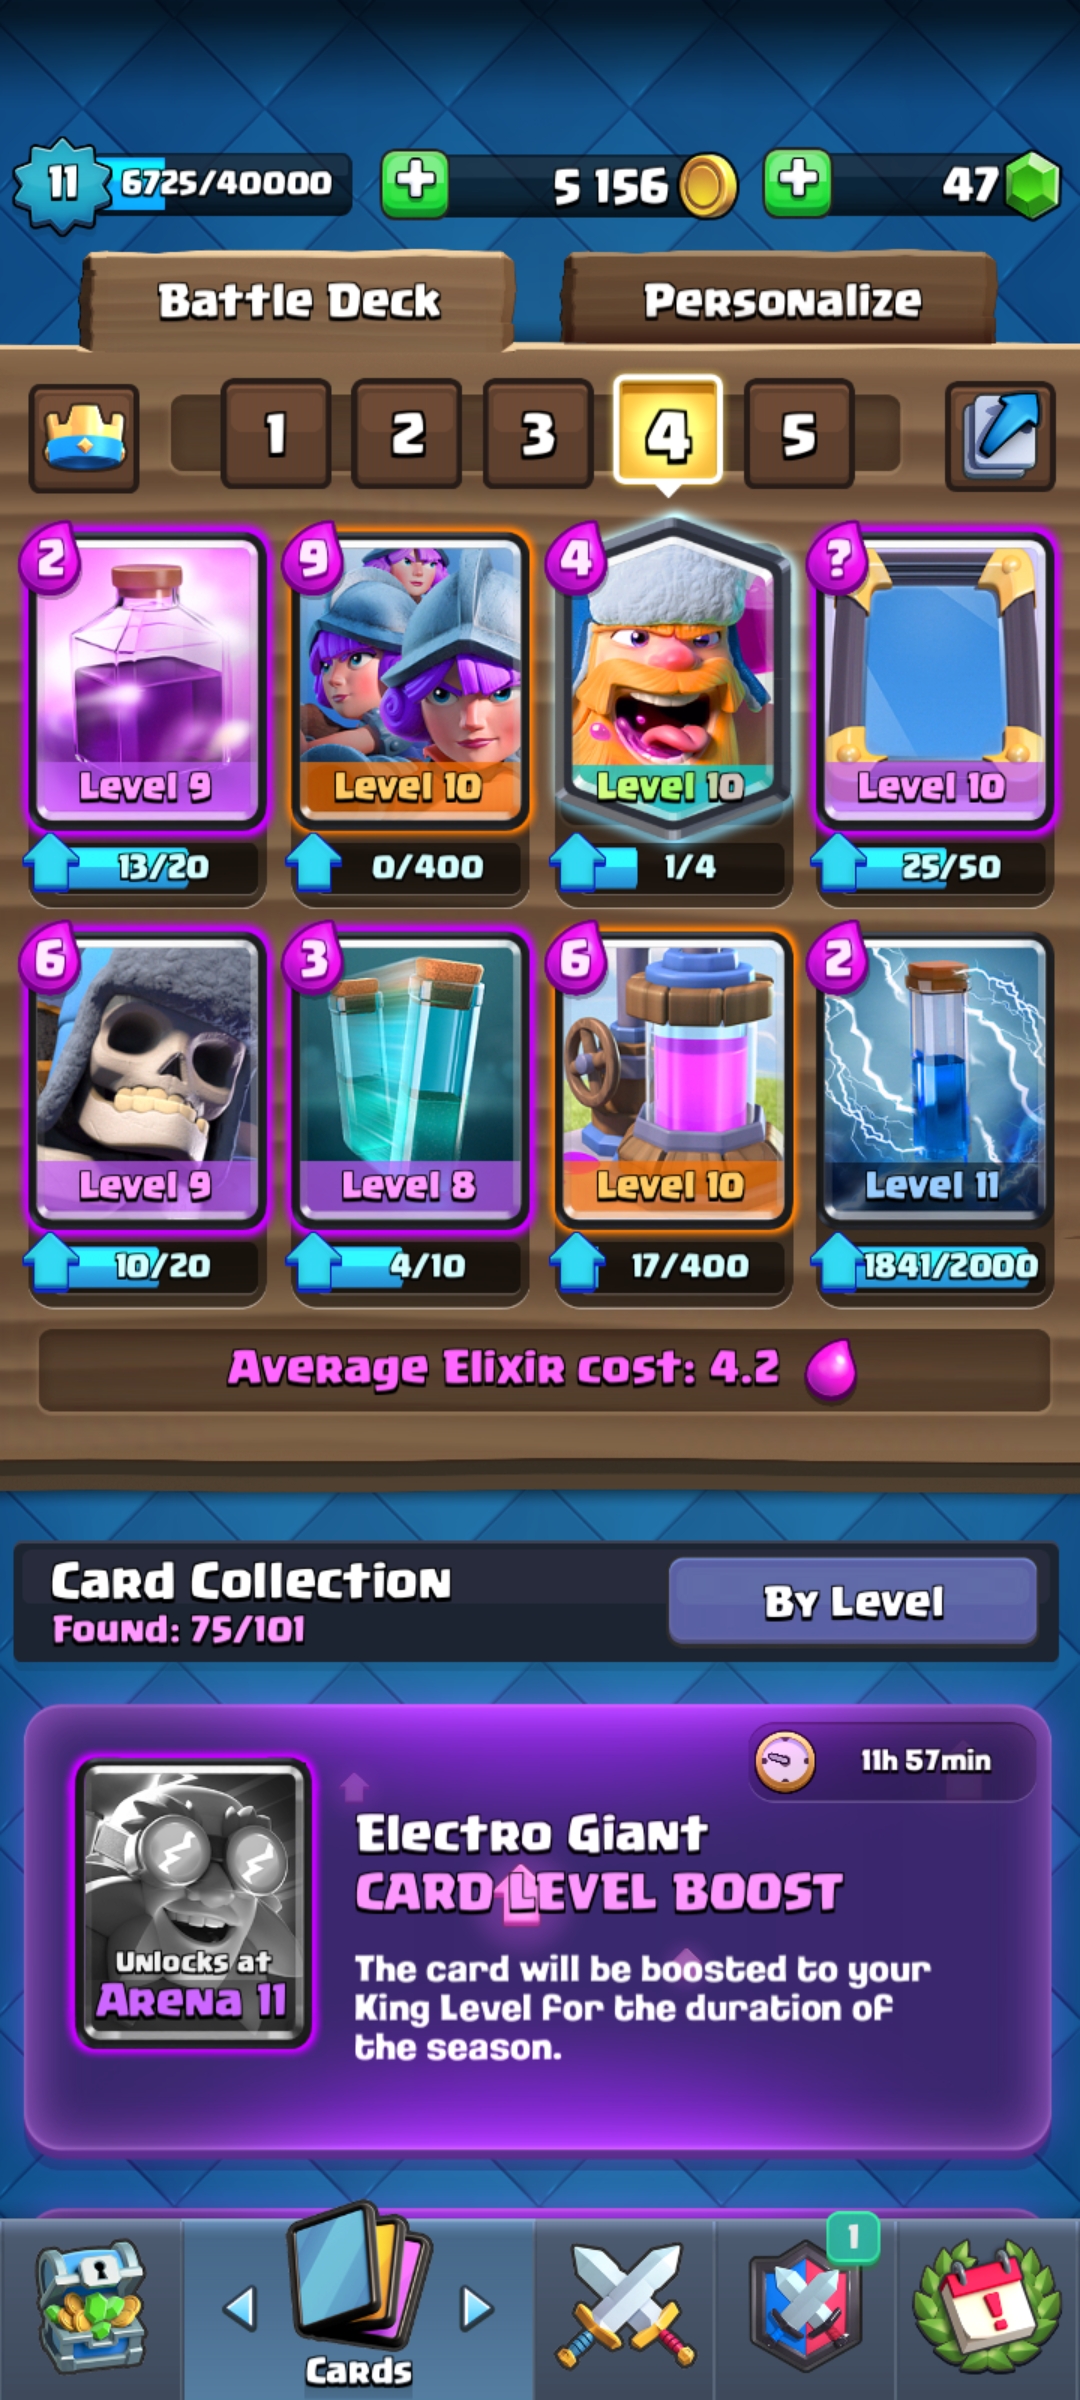 11 6725/40000 5 156 47
Battle Deck Personalize
1 2 3 4 5
2 9 4 ?
Level 9 Level 10 Level 10 Level 10
13/20 0/400 1/4 25/50
6 3 6 2
Level 9 Level 8 Level 10 Level 11
10/20 4/10 17/400 1841/2000
Average Elixir cost: 4.2
Card Collection
Found: 75/101
By Level
11h 57min
Electro Giant
CARD LEVEL BOOST
Unlocks at
Arena 11
The card will be boosted to your
King Level for the duration of
the season.
1
Cards